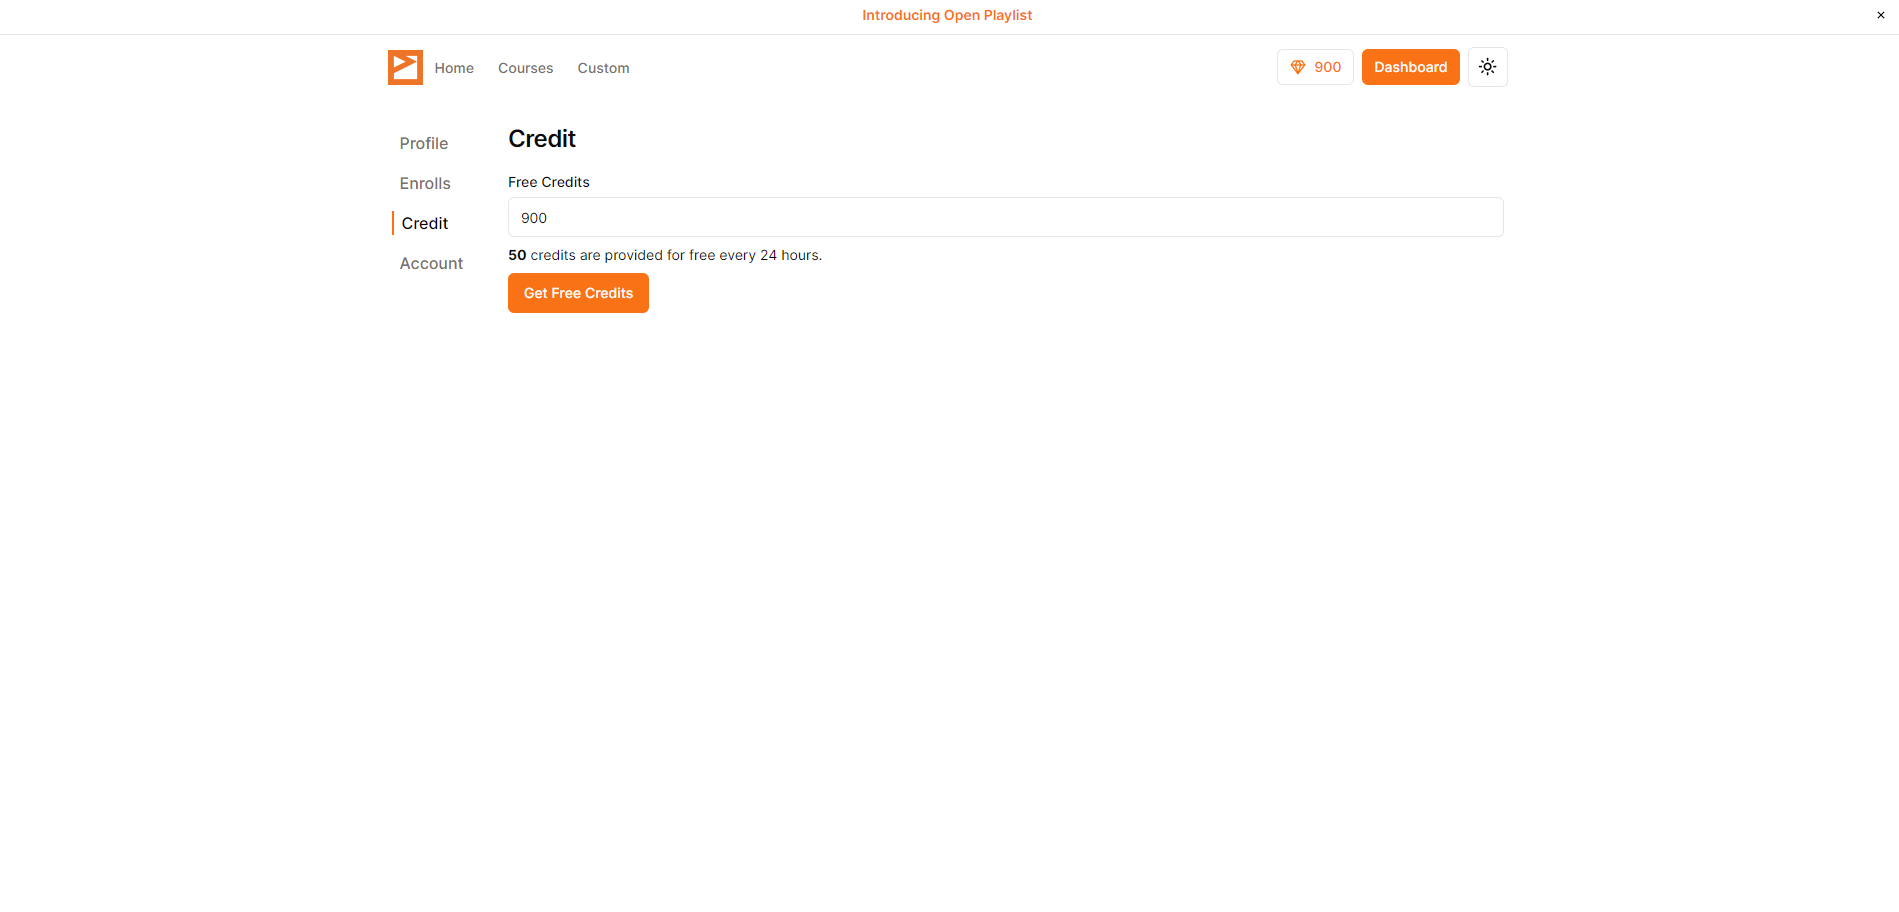 Introducing Open Playlist
Home Courses Custom
900 Dashboard
Profile
Enrolls
Credit
Account
Credit
Free Credits
900
50 credits are provided for free every 24 hours.
Get Free Credits